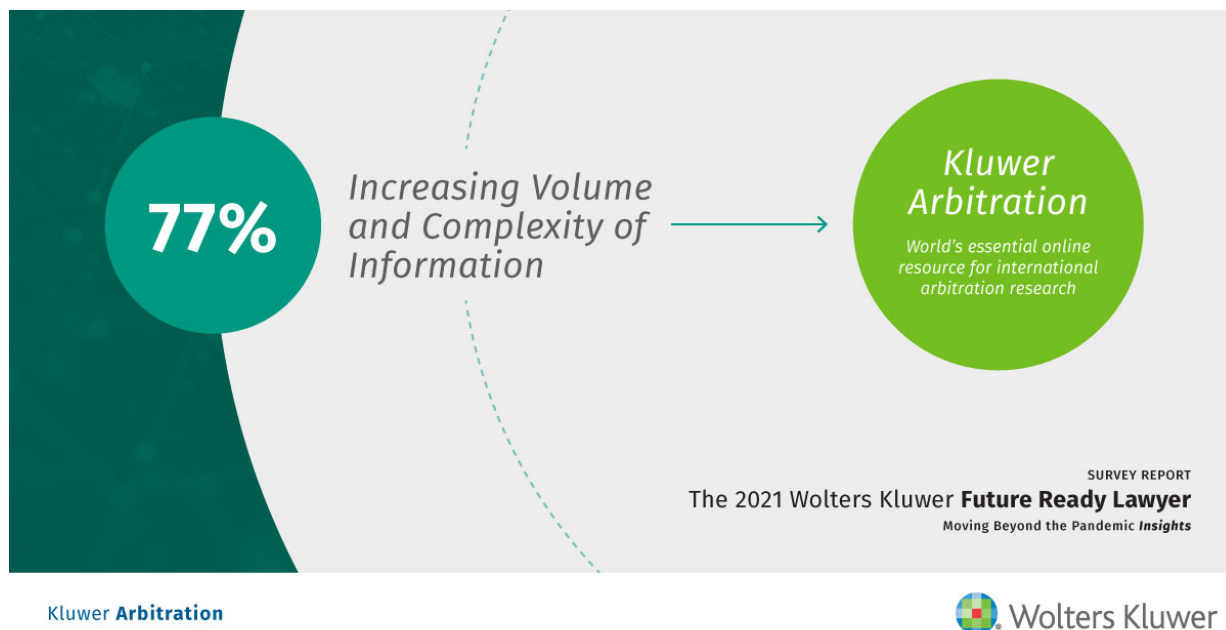 77%
Increasing Volume
and Complexity of
Information
Kluwer
Arbitration
World's essential online
resource for international
arbitration research
SURVEY REPORT
The 2021 Wolters Kluwer Future Ready Lawyer
Moving Beyond the Pandemic Insights
Kluwer Arbitration
Wolters Kluwer